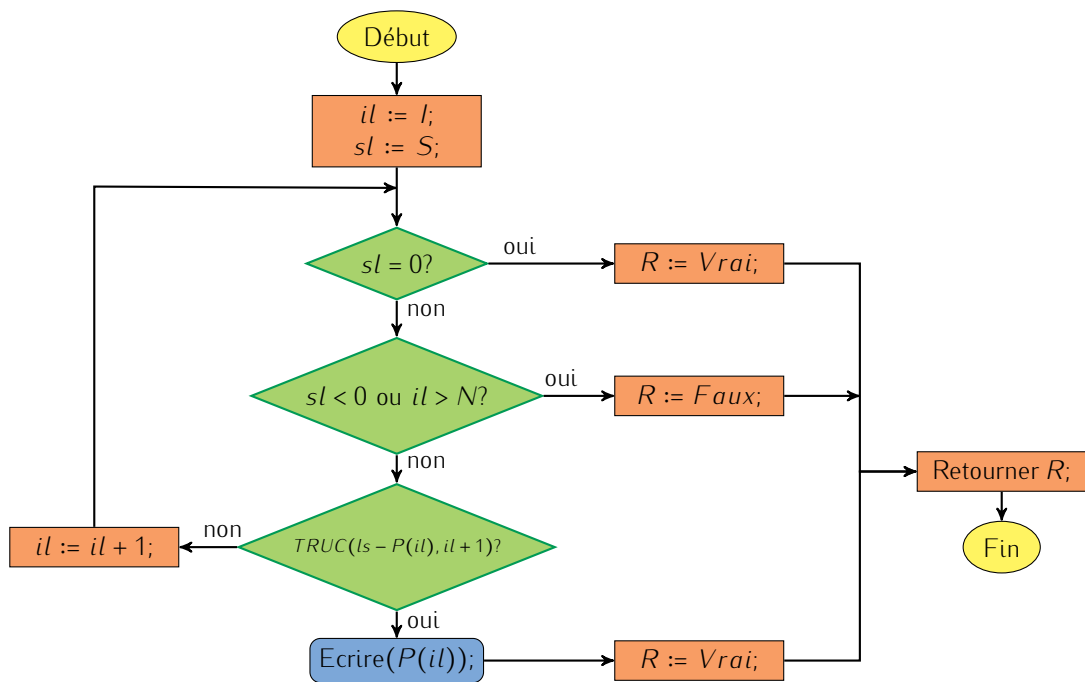 Début
il := I;
sl := S;
sl = 0?
oui
R := Vrai;
non
sl < 0 ou il > N?
oui
R := Faux;
non
Retourner R;
il := il + 1;
non
TRUC(ls − P(il), il + 1)?
Fin
oui
Ecrire(P(il));
R := Vrai;